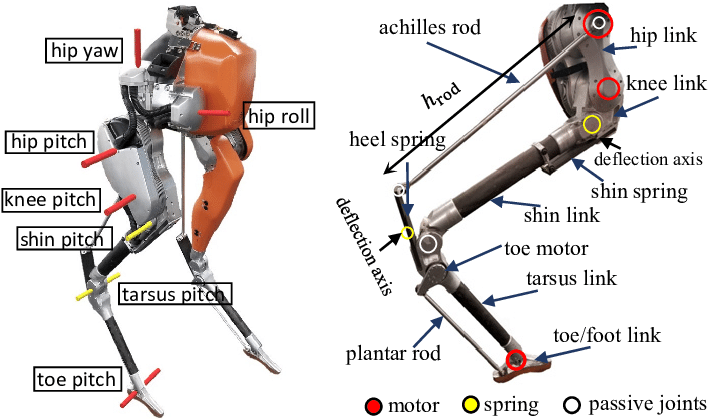 hip yaw
hip roll
hip pitch
knee pitch
shin pitch
tarsus pitch
toe pitch
achilles rod
hip link
hrod
knee link
heel spring
deflection axis
shin spring
deflection axis
shin link
toe motor
tarsus link
plantar rod
toe/foot link
motor
spring
passive joints